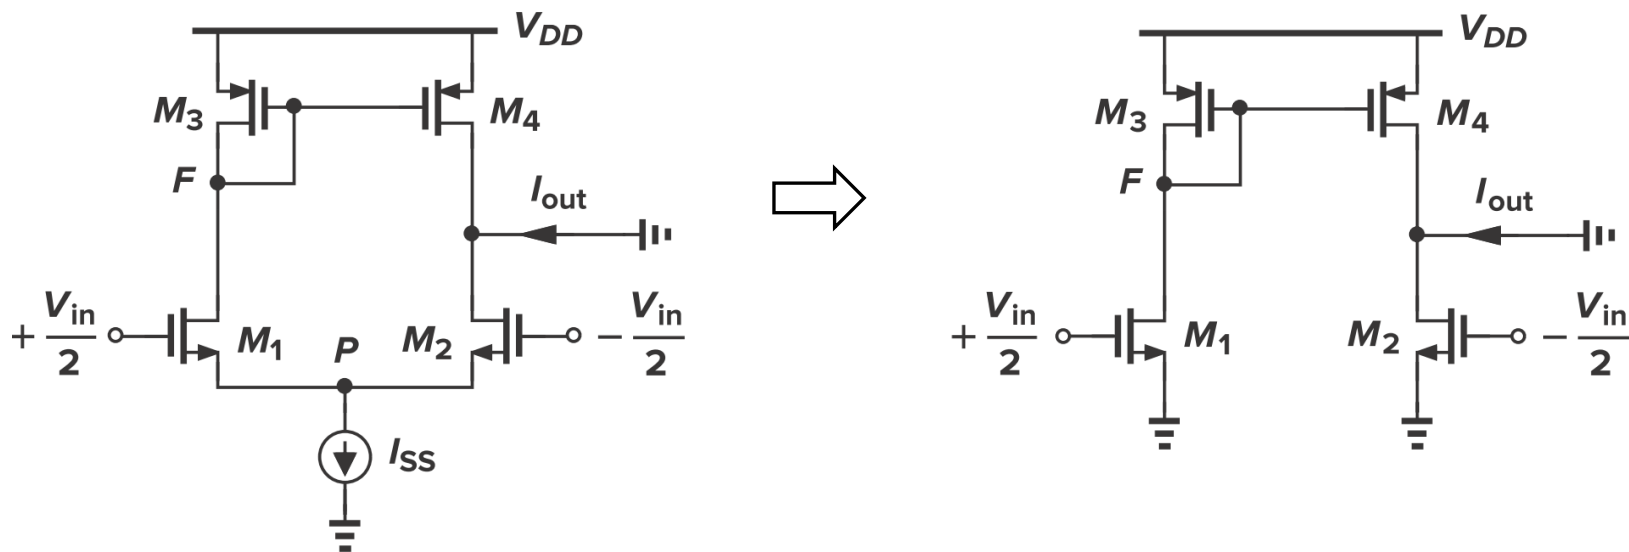 V_DD
M_3
M_4
F
I_out
+ V_in/2
M_1
P
M_2
− V_in/2
I_SS
V_DD
M_3
M_4
F
I_out
+ V_in/2
M_1
M_2
− V_in/2